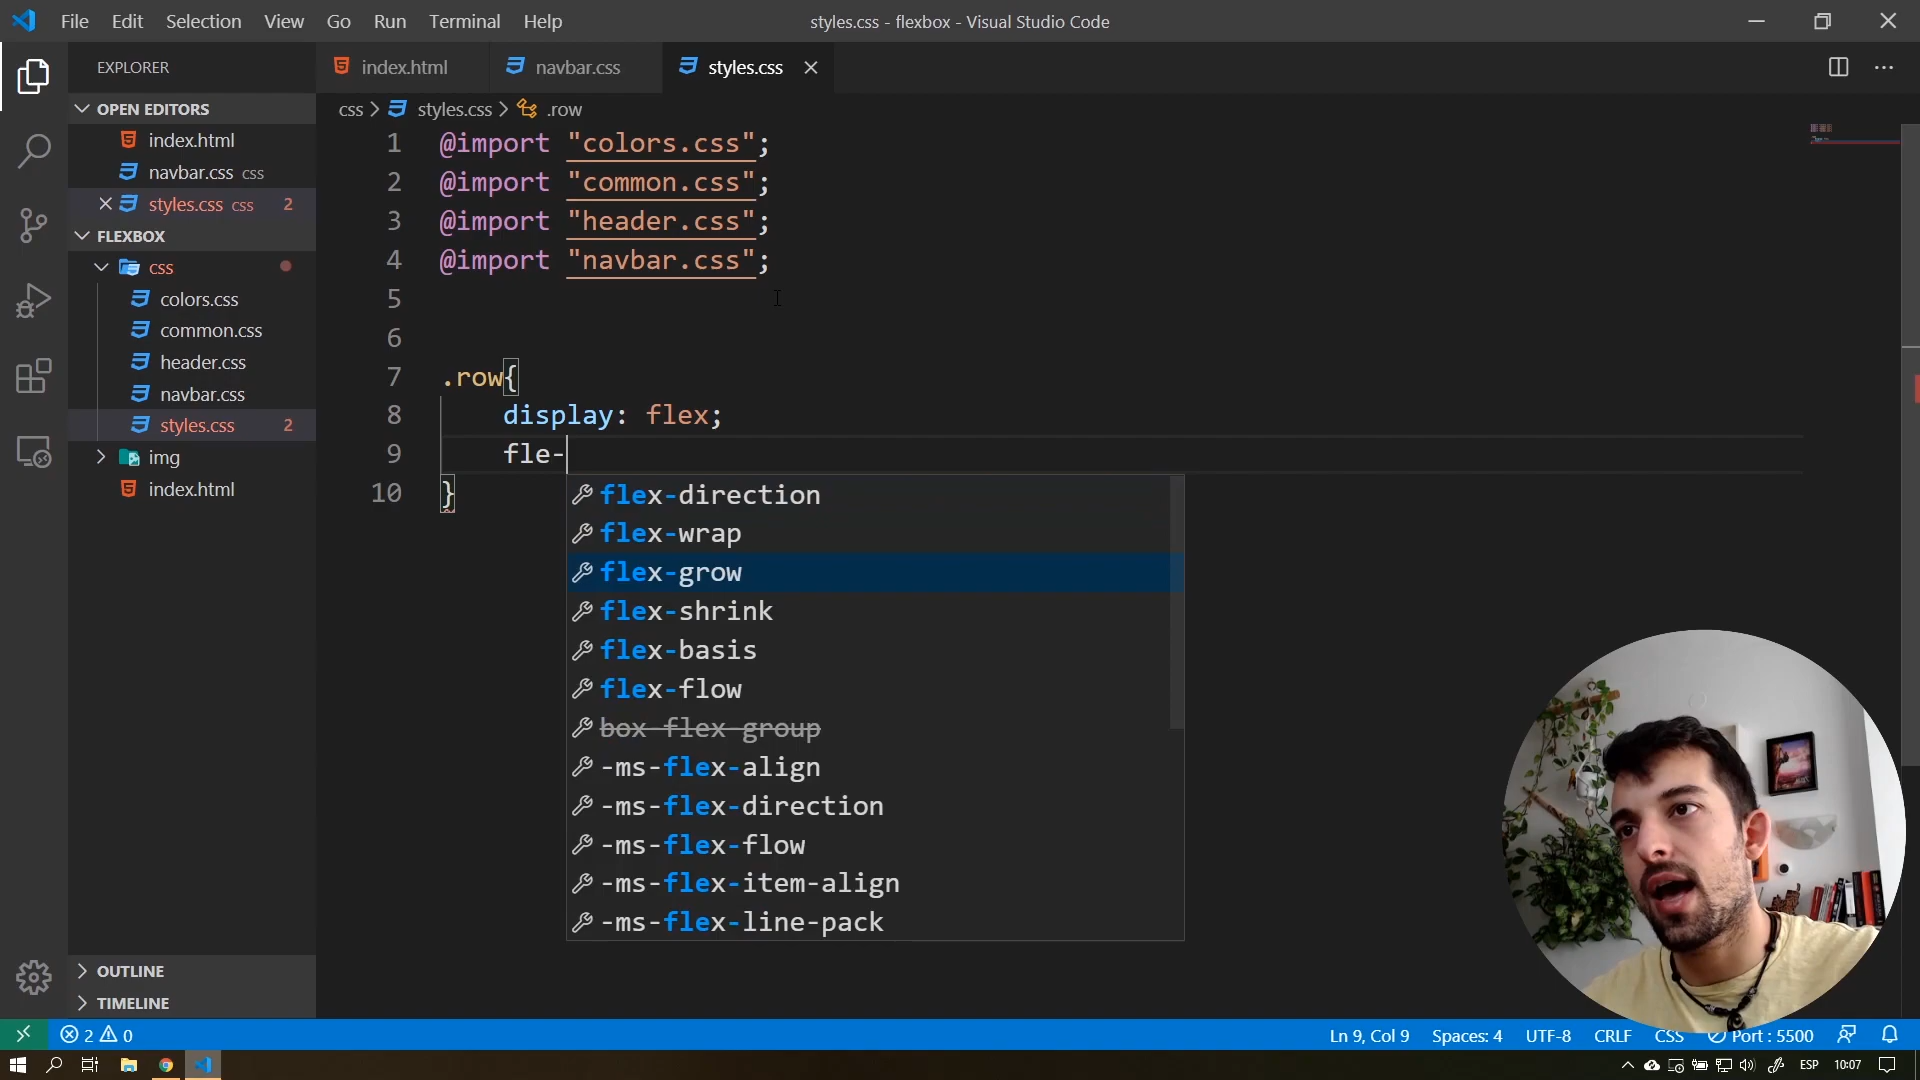 File Edit Selection View Go Run Terminal Help
styles.css - flexbox - Visual Studio Code
EXPLORER
OPEN EDITORS
index.html
navbar.css css
styles.css css 2
FLEXBOX
css
colors.css
common.css
header.css
navbar.css
styles.css 2
img
index.html
OUTLINE
TIMELINE
index.html navbar.css styles.css
css styles.css .row
1 @import "colors.css";
2 @import "common.css";
3 @import "header.css";
4 @import "navbar.css";
5
6
7 .row{
8 display: flex;
9 fle-
10 }
flex-direction
flex-wrap
flex-grow
flex-shrink
flex-basis
flex-flow
box-flex-group
-ms-flex-align
-ms-flex-direction
-ms-flex-flow
-ms-flex-item-align
-ms-flex-line-pack
2 0
Ln 9, Col 9 Spaces: 4 UTF-8 CRLF CSS Port : 5500
ESP 10:07